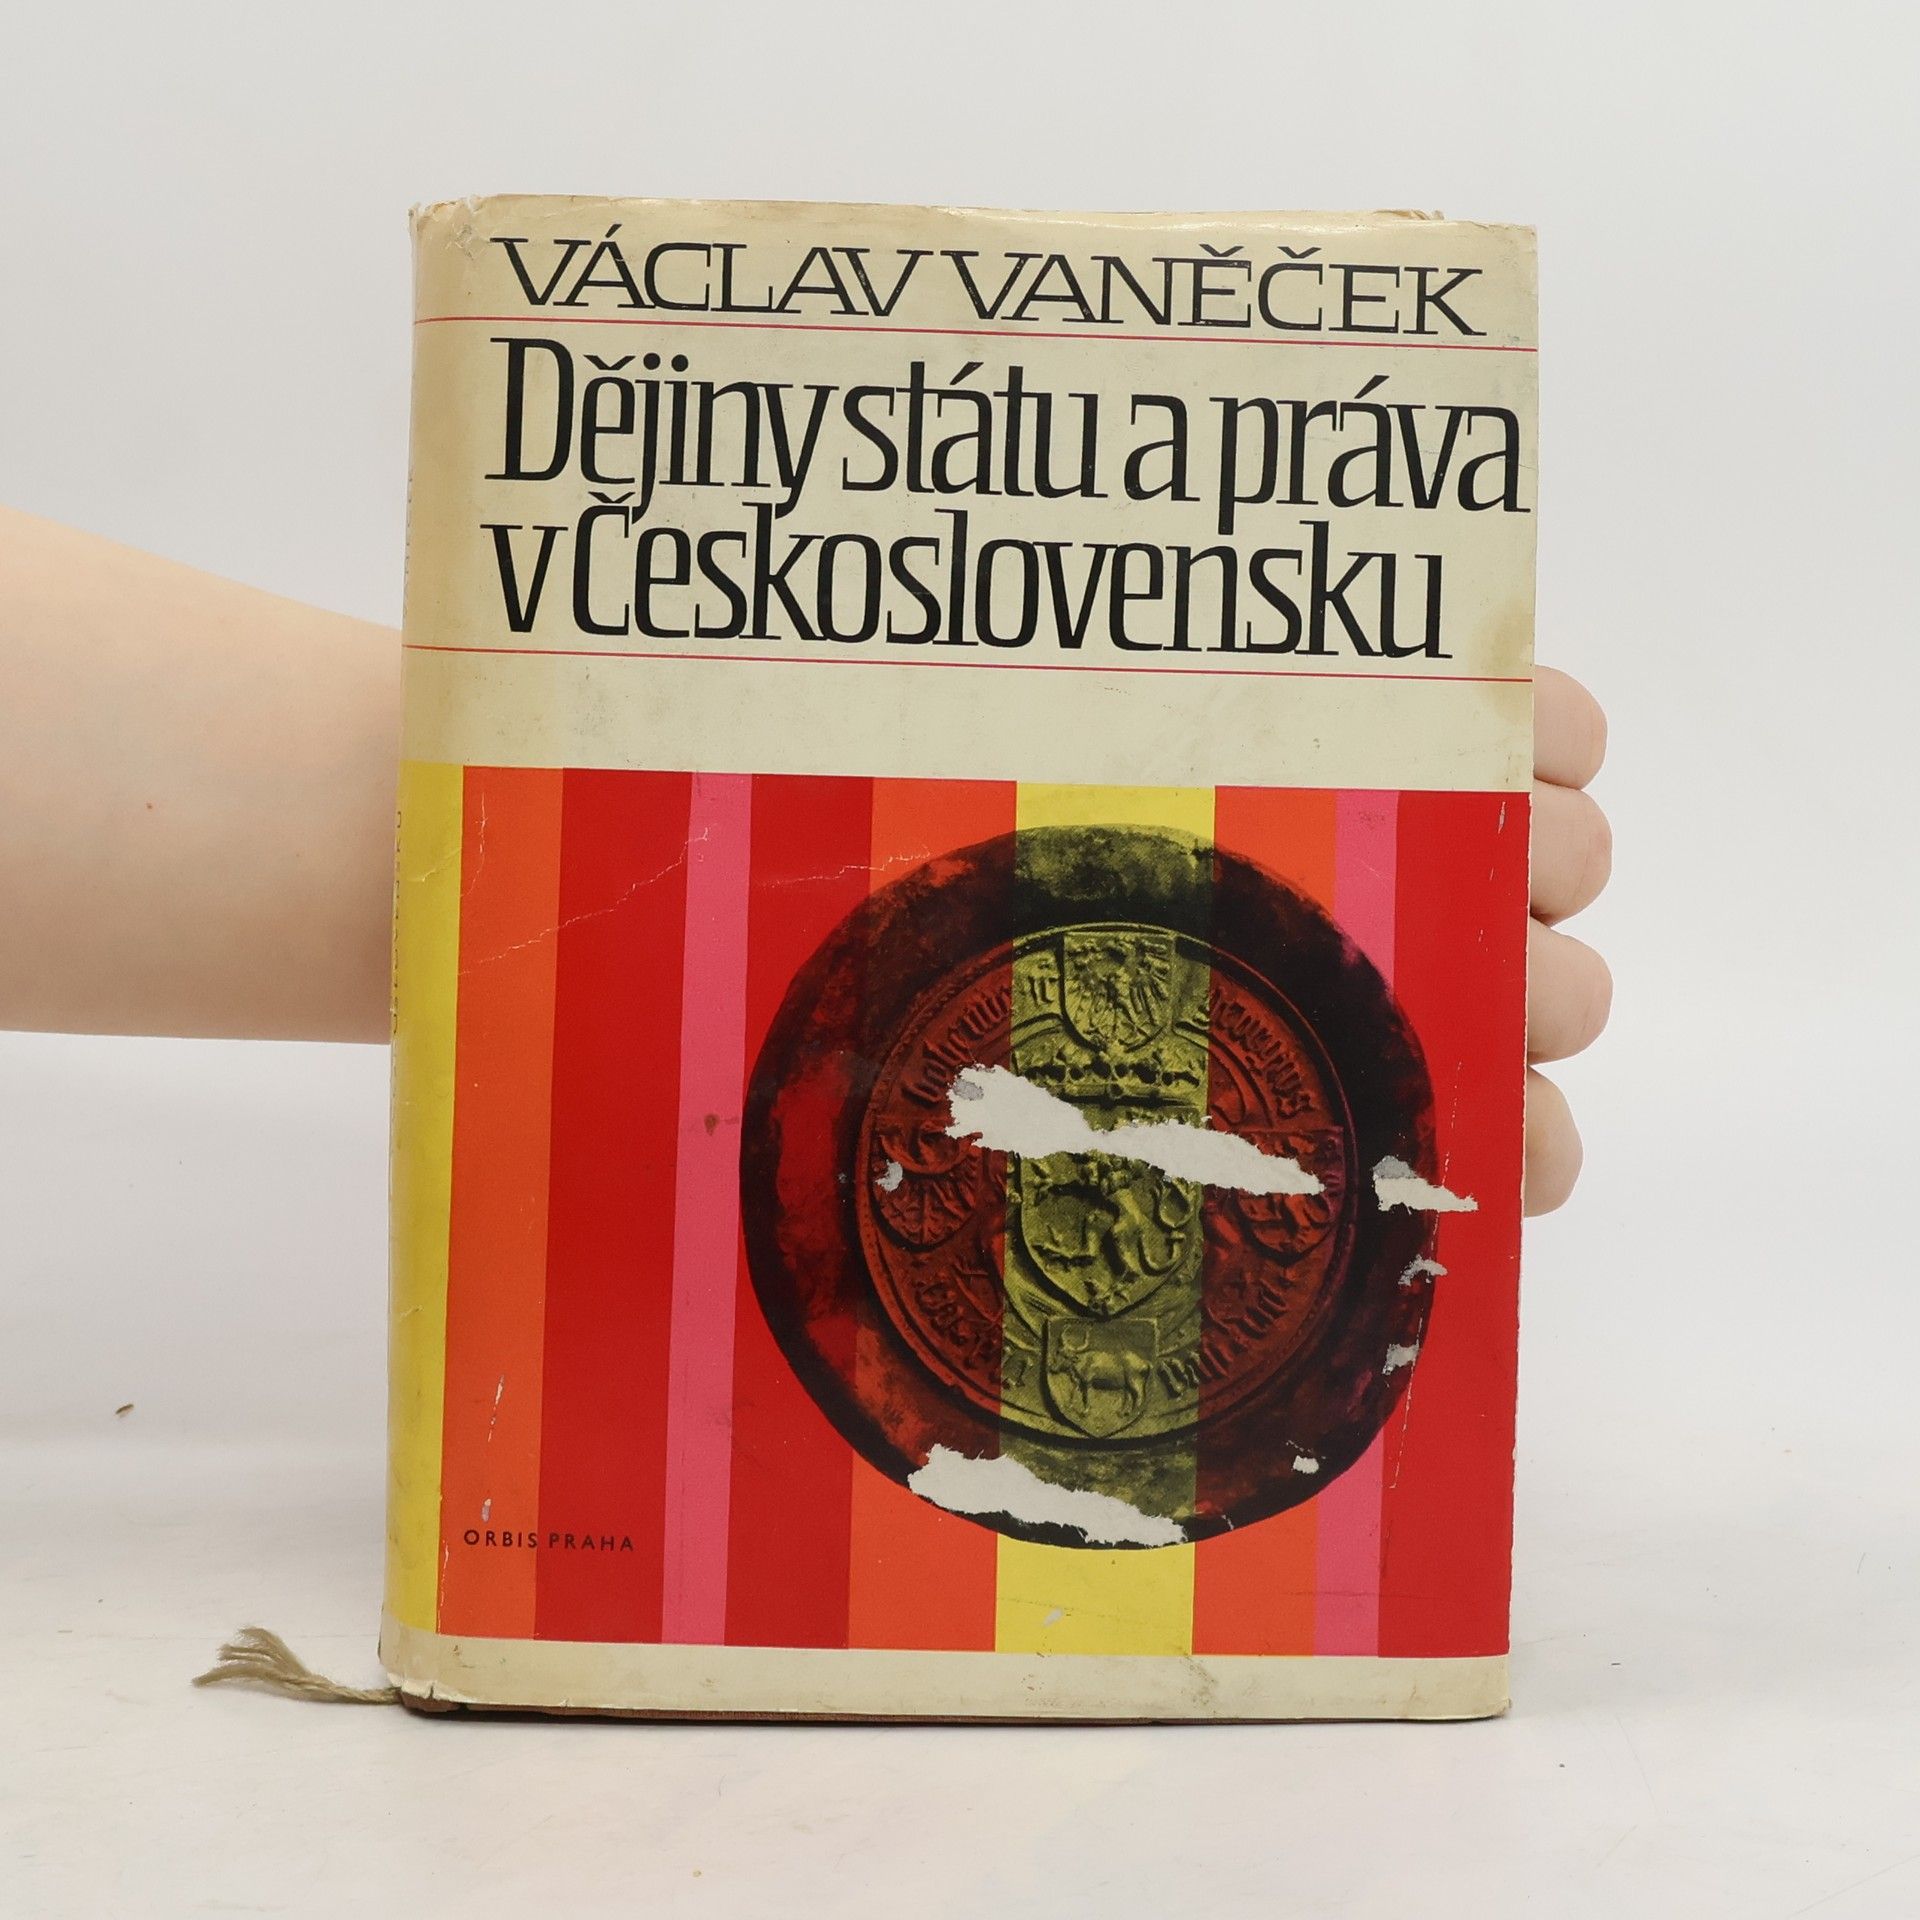 VÁCLAV VANĚČEK
Dějiny státu a práva
v Československu
ORBIS PRAHA